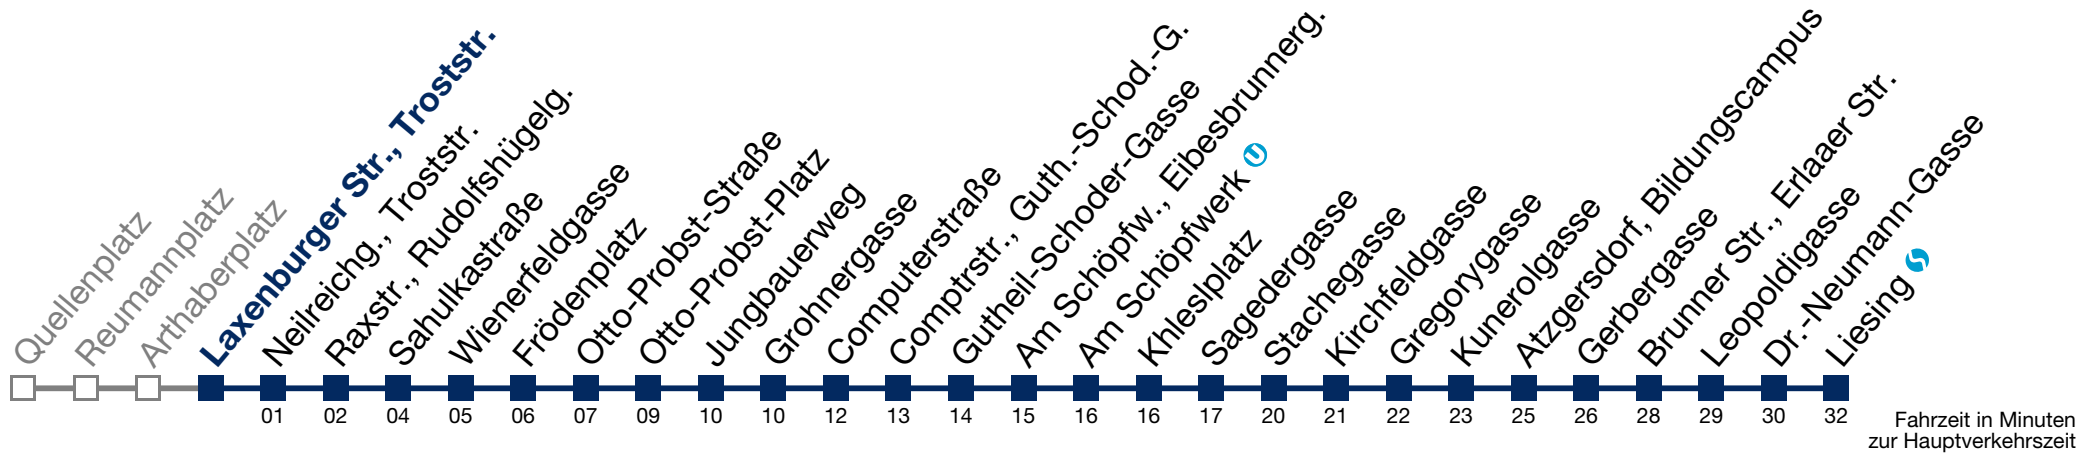 Quellenplatz
Reumannplatz
Arthaberplatz
Laxenburger Str., Troststr.
Neilreichg., Troststr.
Raxstr., Rudolfshügelg.
Sahulkastraße
Wienerfeldgasse
Frödenplatz
Otto-Probst-Straße
Otto-Probst-Platz
Jungbauerweg
Grohnergasse
Computerstraße
Comptrstr., Guth.-Schod.-G.
Gutheil-Schoder-Gasse
Am Schöpfw., Eibesbrunnerg.
Am Schöpfwerk U
Khleslplatz
Sagedergasse
Stachegasse
Kirchfeldgasse
Gregorygasse
Kunerolgasse
Atzgersdorf, Bildungscampus
Gerbergasse
Brunner Str., Erlaaer Str.
Leopoldigasse
Dr.-Neumann-Gasse
Liesing
01 02 04 05 06 07 09 10 10 12 13 14 15 16 16 17 20 21 22 23 25 26 28 29 30 32
Fahrzeit in Minuten
zur Hauptverkehrszeit